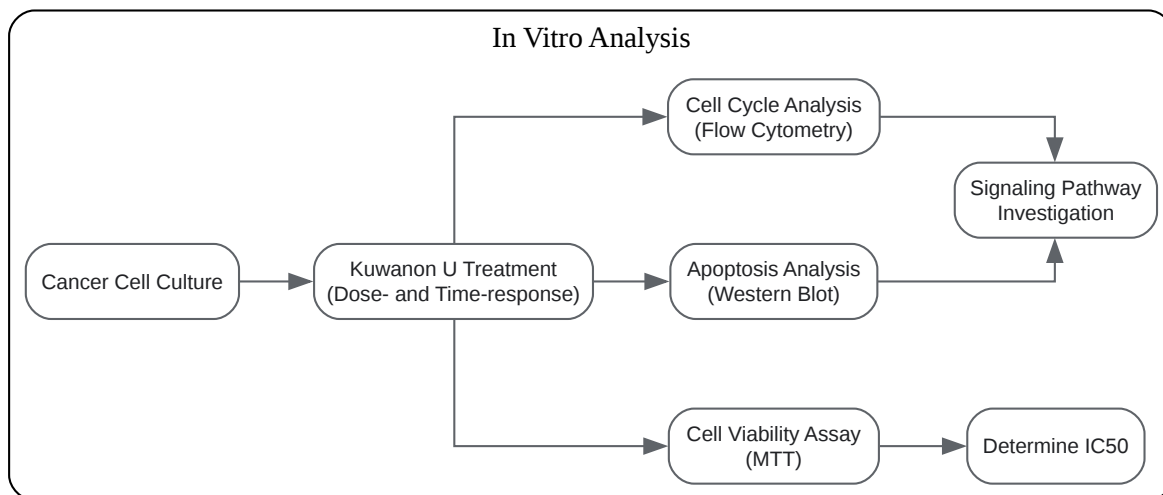 In Vitro Analysis
Cell Cycle Analysis
(Flow Cytometry)
Signaling Pathway
Investigation
Cancer Cell Culture
Kuwanon U Treatment
(Dose- and Time-response)
Apoptosis Analysis
(Western Blot)
Cell Viability Assay
(MTT)
Determine IC50